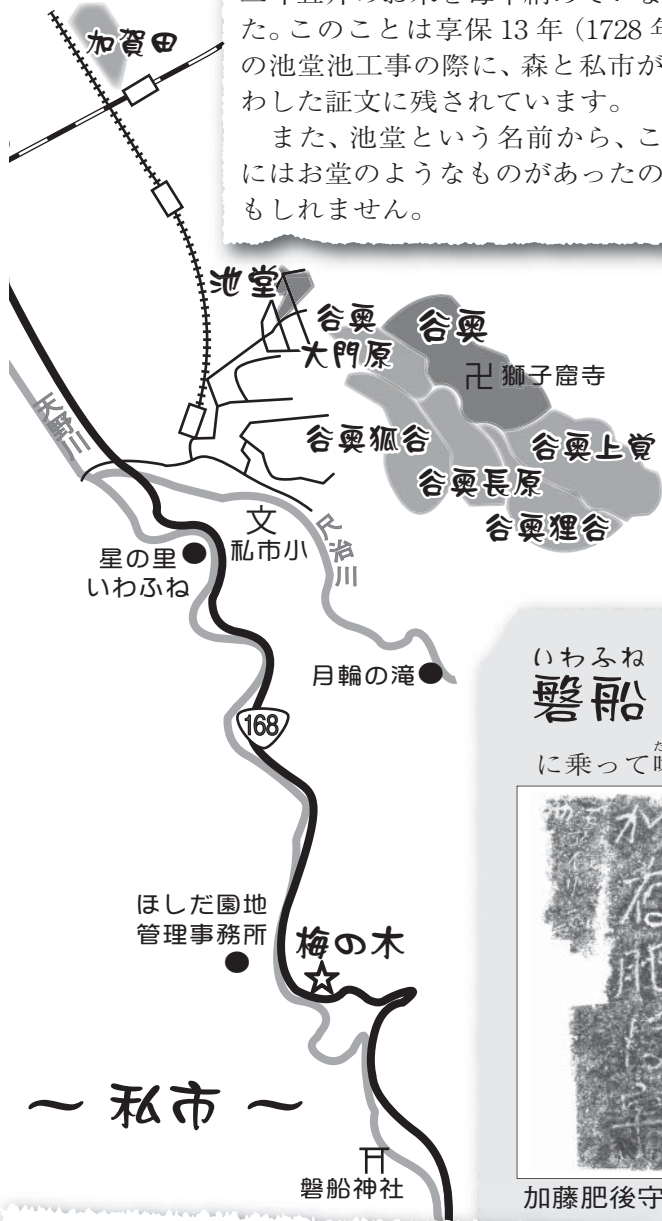 た。このことは享保 13 年（1728 年
の池堂池工事の際に、森と私市が
わした証文に残されています。
また、池堂という名前から、こ
にはお堂のようなものがあったの
もしれません。
加賀田
池堂
谷奥
大門原
谷奥
卍 獅子窟寺
谷奥狐谷
谷奥上覚
谷奥長原
谷奥狸谷
天野川
文
私市小
尺治川
星の里
いわふね
月輪の滝
168
ほしだ園地
管理事務所
梅の木
～ 私市 ～
磐船神社
いわふね
磐船
に乗って
加藤肥後守